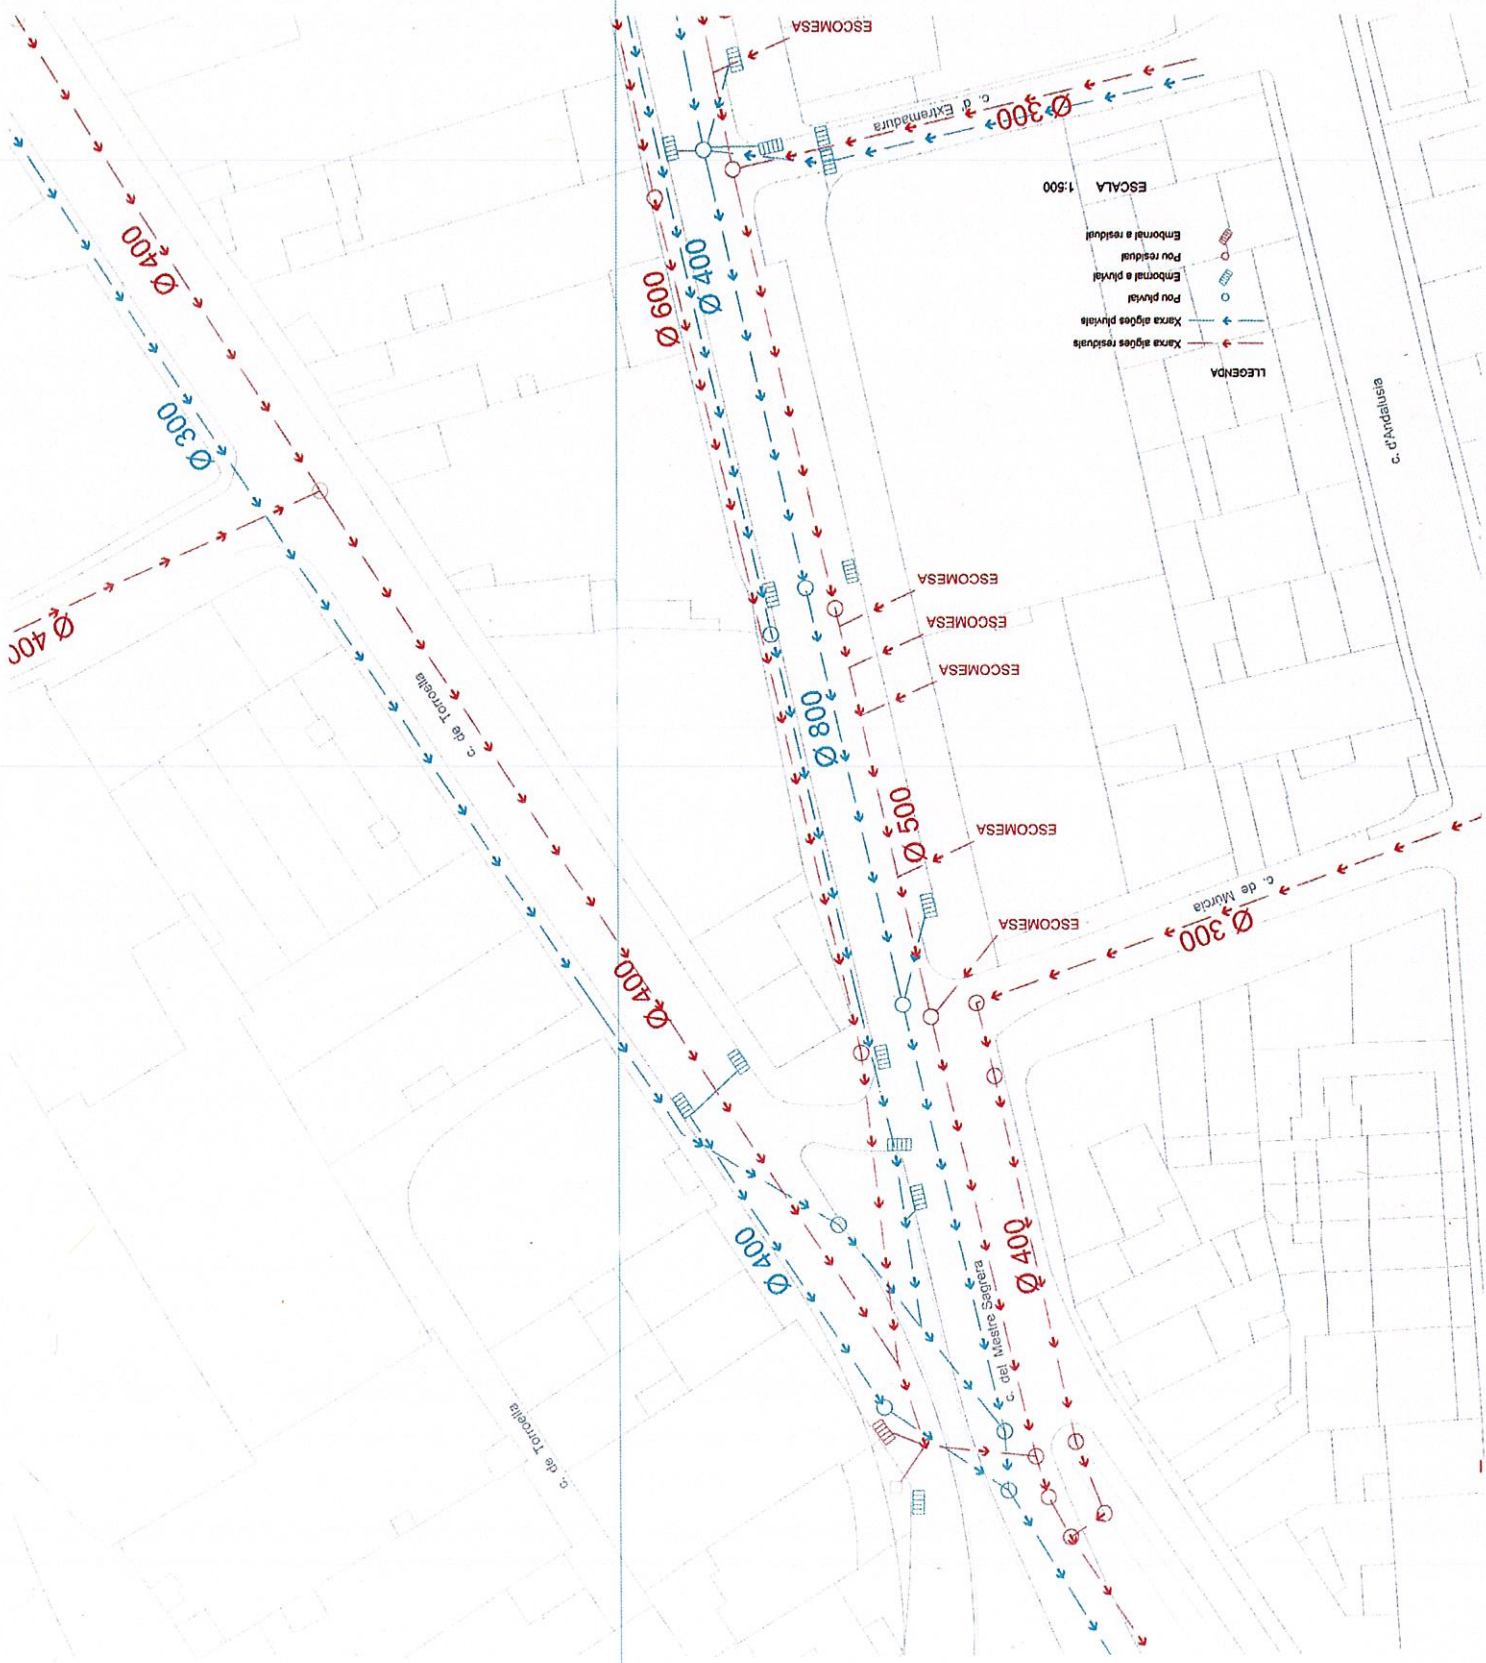 ESCOMESA
c. d' Extremadura
Ø 300
ESCALA 1:500
Embornal a residual
Pou residual
Embornal a pluvial
Pou pluvial
Xarxa aigües pluvials
Xarxa aigües residuals
LLEGENDA
Ø 400
Ø 300
Ø 600
Ø 400
c. d'Andalusia
Ø 400
ESCOMESA
ESCOMESA
ESCOMESA
c. de Torroella
Ø 800
Ø 500
ESCOMESA
c. de Múrcia
Ø 300
ESCOMESA
Ø 400
Ø 400
Ø 400
c. del Mestre Sagrera
c. de Torroella